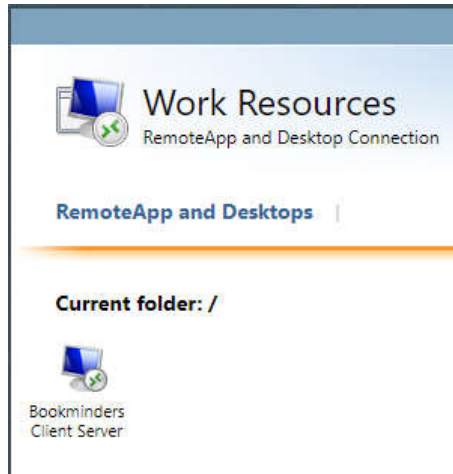 Work Resources
RemoteApp and Desktop Connection
RemoteApp and Desktops |
Current folder: /
Bookminders
Client Server